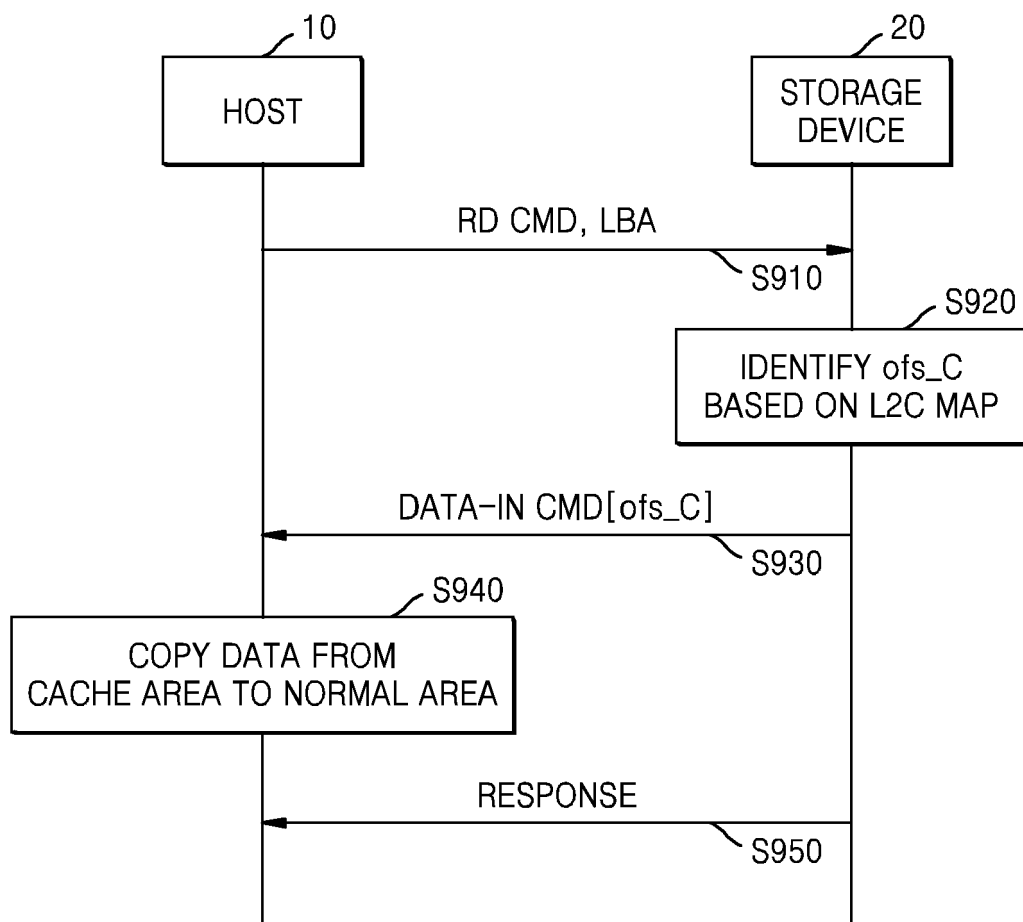 10
20
HOST
STORAGE
DEVICE
RD CMD, LBA
S910
S920
IDENTIFY ofs_C
BASED ON L2C MAP
DATA-IN CMD[ofs_C]
S930
S940
COPY DATA FROM
CACHE AREA TO NORMAL AREA
RESPONSE
S950